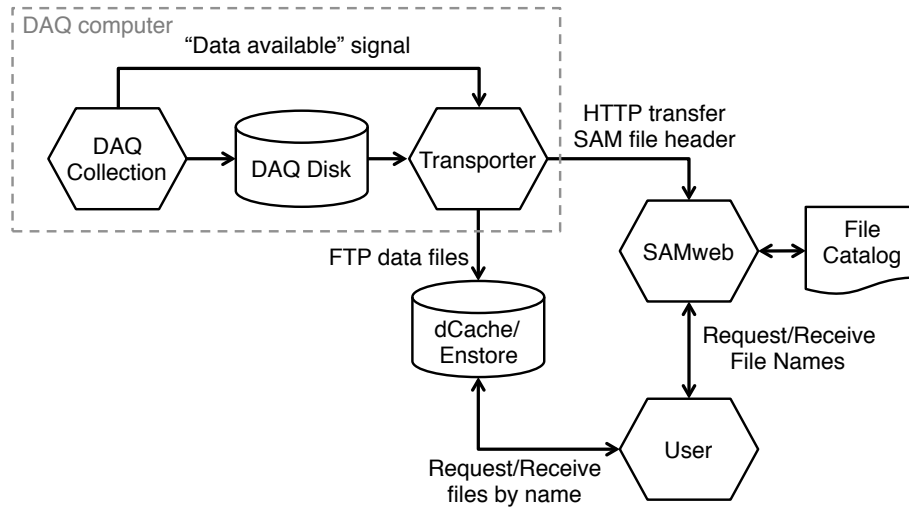 DAQ computer
“Data available” signal
DAQ
Collection
DAQ Disk
Transporter
HTTP transfer
SAM file header
FTP data files
SAMweb
File
Catalog
dCache/
Enstore
Request/Receive
File Names
User
Request/Receive
files by name